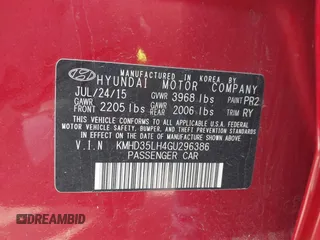 MANUFACTURED IN KOREA BY
HYUNDAI MOTOR COMPANY
JUL/24/15 GVWR 3968 lbs PAINT PR2
GAWR FRONT 2205 lbs GAWR REAR 2006 lbs TRIM RY
THIS VEHICLE CONFORMS TO ALL APPLICABLE
U.S. FEDERAL MOTOR VEHICLE SAFETY, BUMPER
AND THEFT PREVENTION STANDARDS IN EFFECT
ON THE DATE OF MANUFACTURE SHOWN ABOVE.
V.I.N KMHD35LH4GU296386
PASSENGER CAR
DREAMBID